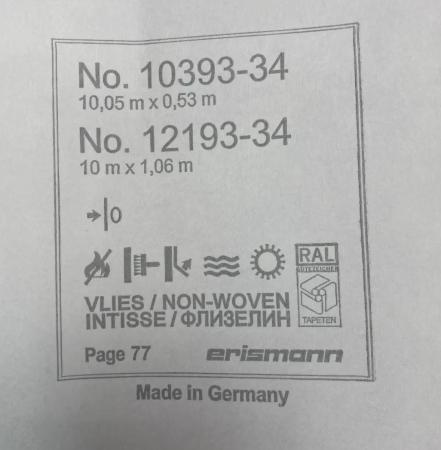 No. 10393-34
10,05 m x 0,53 m
No. 12193-34
10 m x 1,06 m
0
RAL
GÜTEZEICHEN
VLIES / NON-WOVEN
INTISSE / ФЛИЗЕЛИН
TAPETEN
Page 77
erismann
Made in Germany